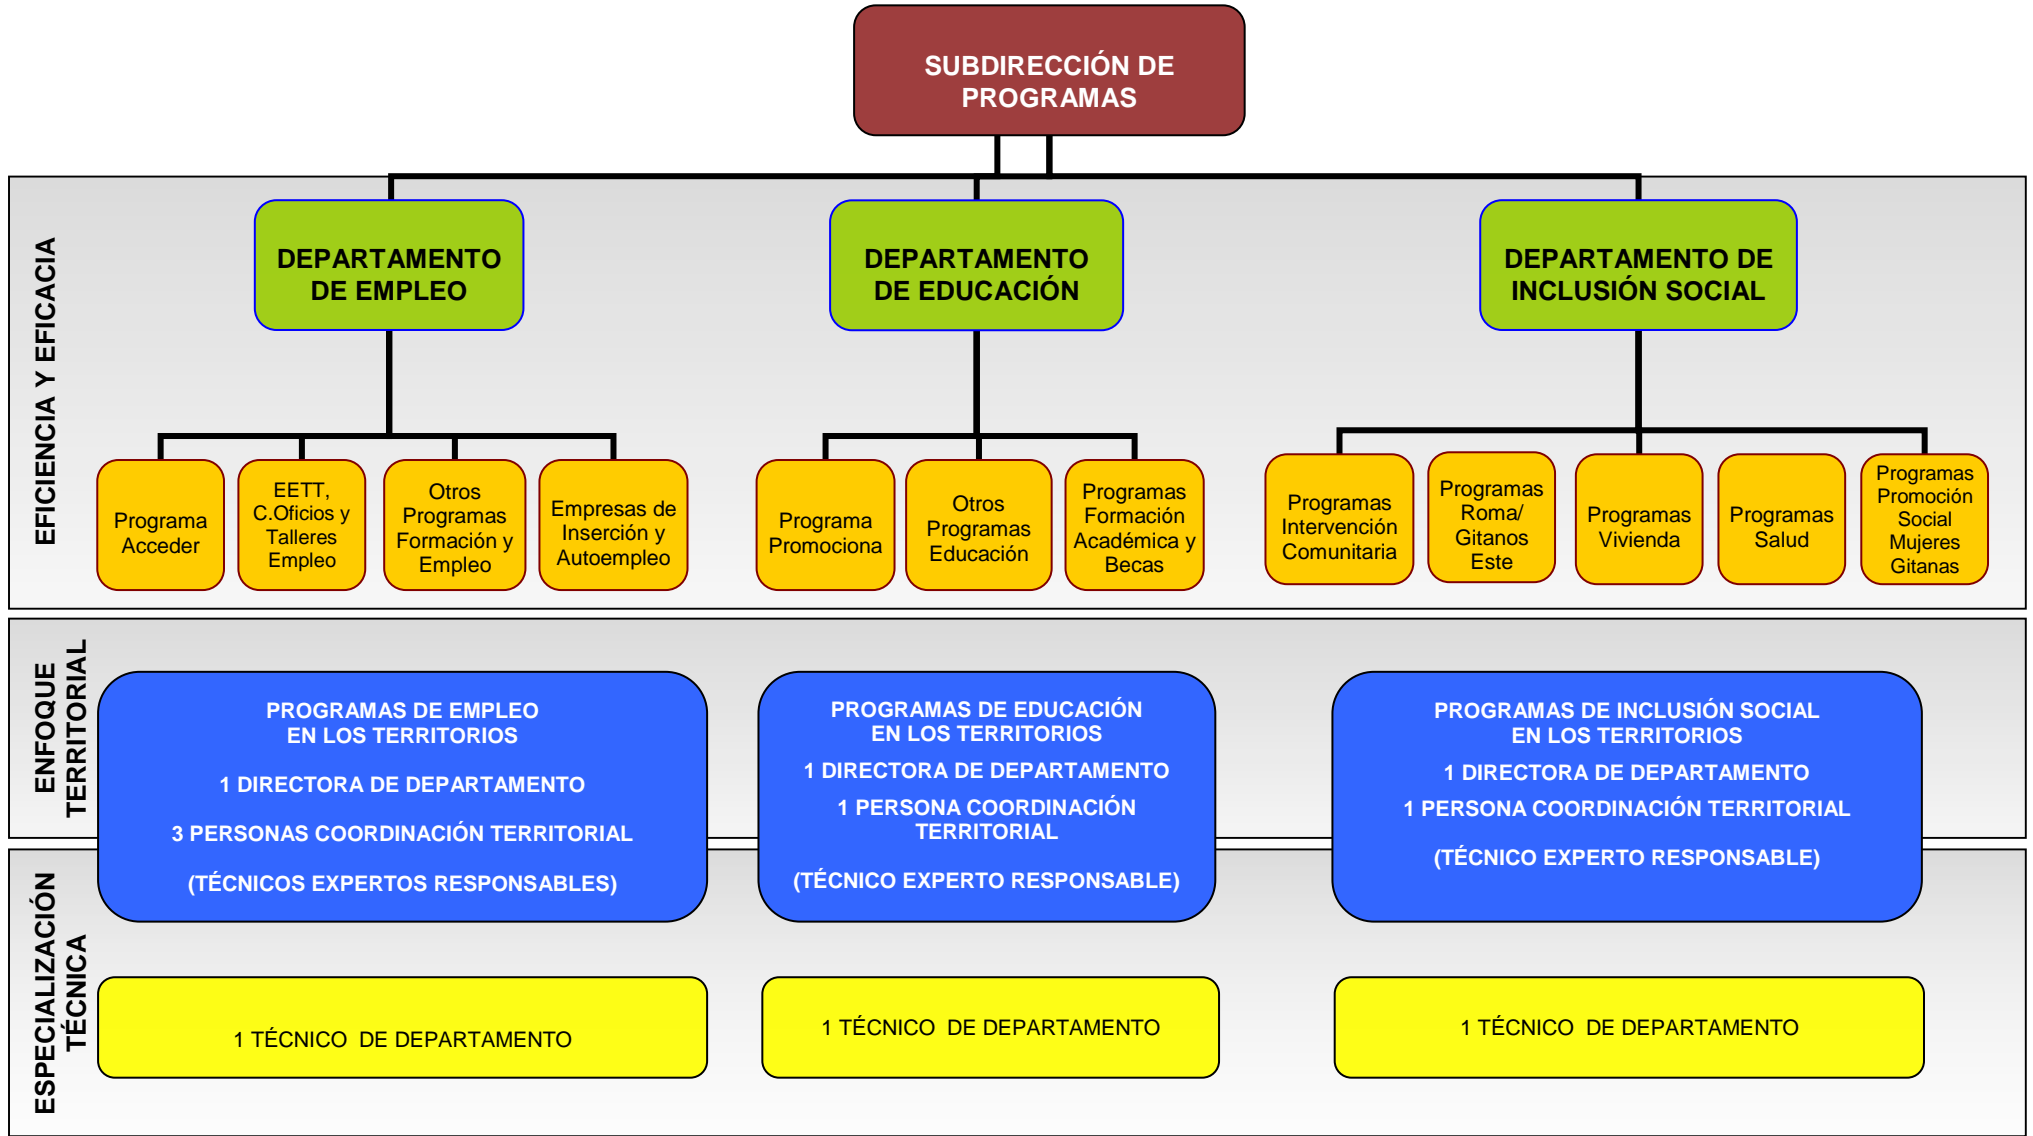 SUBDIRECCIÓN DE
PROGRAMAS
EFICIENCIA Y EFICACIA
DEPARTAMENTO
DE EMPLEO
DEPARTAMENTO
DE EDUCACIÓN
DEPARTAMENTO DE
INCLUSIÓN SOCIAL
Programa
Acceder
EETT,
C.Oficios y
Talleres
Empleo
Otros
Programas
Formación y
Empleo
Empresas de
Inserción y
Autoempleo
Programa
Promociona
Otros
Programas
Educación
Programas
Formación
Académica y
Becas
Programas
Intervención
Comunitaria
Programas
Roma/
Gitanos
Este
Programas
Vivienda
Programas
Salud
Programas
Promoción
Social
Mujeres
Gitanas
ENFOQUE
TERRITORIAL
PROGRAMAS DE EMPLEO
EN LOS TERRITORIOS
1 DIRECTORA DE DEPARTAMENTO
3 PERSONAS COORDINACIÓN TERRITORIAL
(TÉCNICOS EXPERTOS RESPONSABLES)
PROGRAMAS DE EDUCACIÓN
EN LOS TERRITORIOS
1 DIRECTORA DE DEPARTAMENTO
1 PERSONA COORDINACIÓN
TERRITORIAL
(TÉCNICO EXPERTO RESPONSABLE)
PROGRAMAS DE INCLUSIÓN SOCIAL
EN LOS TERRITORIOS
1 DIRECTORA DE DEPARTAMENTO
1 PERSONA COORDINACIÓN TERRITORIAL
(TÉCNICO EXPERTO RESPONSABLE)
ESPECIALIZACIÓN
TÉCNICA
1 TÉCNICO DE DEPARTAMENTO
1 TÉCNICO DE DEPARTAMENTO
1 TÉCNICO DE DEPARTAMENTO